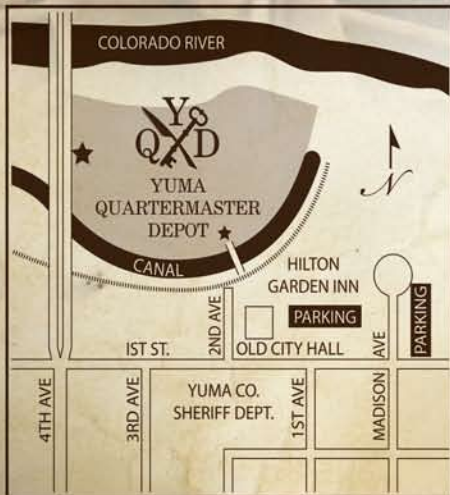 COLORADO RIVER
Y
Q D
YUMA
QUARTERMASTER
DEPOT
N
CANAL
HILTON
GARDEN INN
PARKING
PARKING
2ND AVE
IST ST.
OLD CITY HALL
4TH AVE
3RD AVE
YUMA CO.
SHERIFF DEPT.
1ST AVE
MADISON AVE